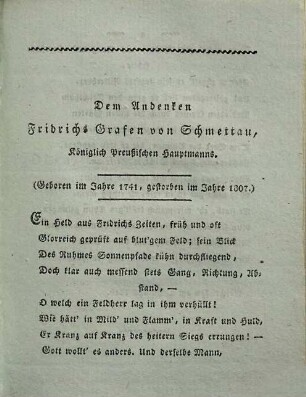 Dem Andenken
Fridrichs Grafen von Schmettau,
Königlich Preußischen Hauptmanns.
(Geboren im Jahre 1741, gestorben im Jahre 1807.)
Ein Held aus Fridrichs Zeiten, früh und oft
Glorreich geprüft auf blut'gem Feld; sein Blick
Des Ruhmes Sonnenpfade kühn durchfliegend,
Doch klar auch messend stets Gang, Richtung, Ab-
stand, —
O welch ein Feldherr lag in ihm verhüllt!
Wie hätt' in Mild' und Flamm', in Kraft und Huld,
Er Kranz auf Kranz des heitern Siegs errungen! —
Gott wollt' es anders. Und derselbe Mann,